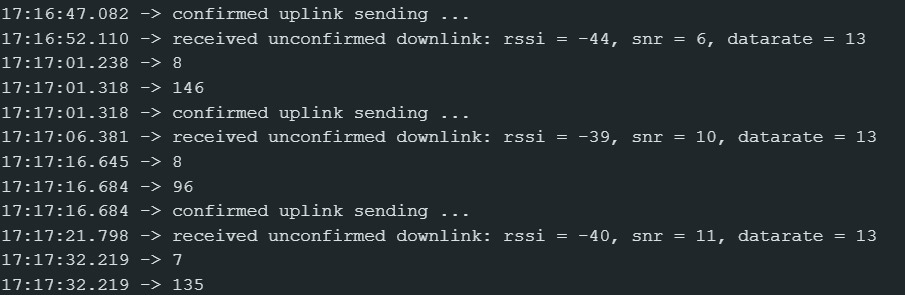 17:16:47.082 -> confirmed uplink sending ...
17:16:52.110 -> received unconfirmed downlink: rssi = -44, snr = 6, datarate = 13
17:17:01.238 -> 8
17:17:01.318 -> 146
17:17:01.318 -> confirmed uplink sending ...
17:17:06.381 -> received unconfirmed downlink: rssi = -39, snr = 10, datarate = 13
17:17:16.645 -> 8
17:17:16.684 -> 96
17:17:16.684 -> confirmed uplink sending ...
17:17:21.798 -> received unconfirmed downlink: rssi = -40, snr = 11, datarate = 13
17:17:32.219 -> 7
17:17:32.219 -> 135